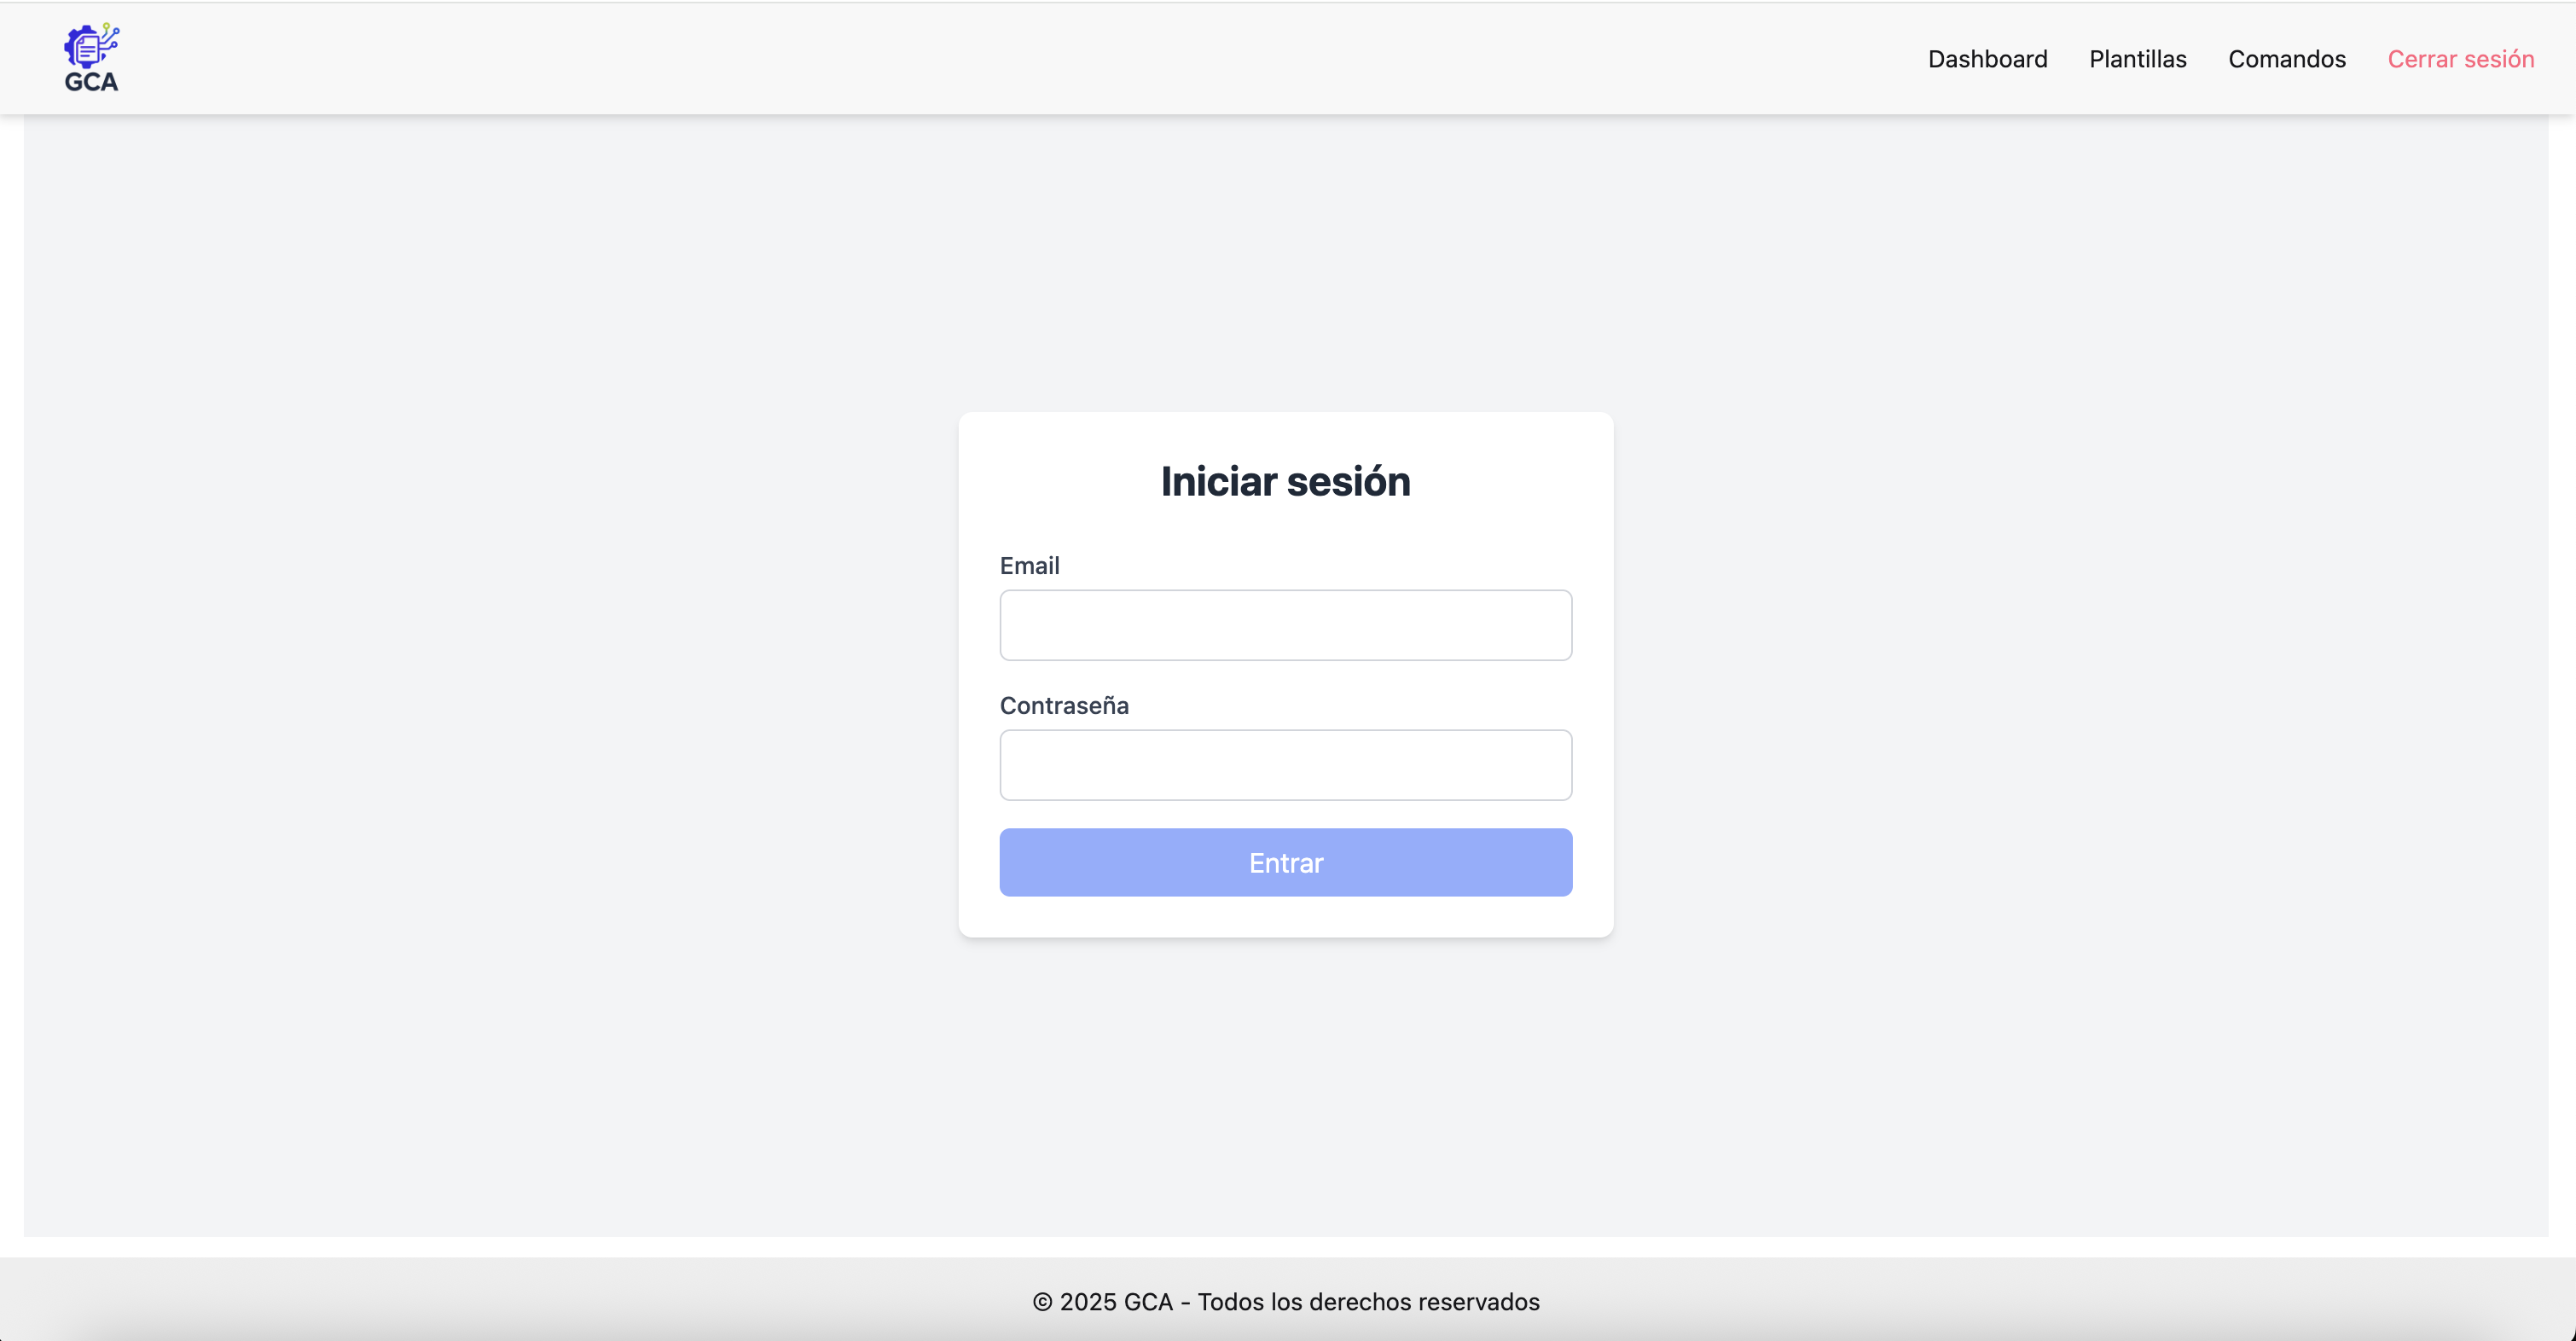 GCA
Dashboard Plantillas Comandos Cerrar sesión
Iniciar sesión
Email
Contraseña
Entrar
© 2025 GCA - Todos los derechos reservados